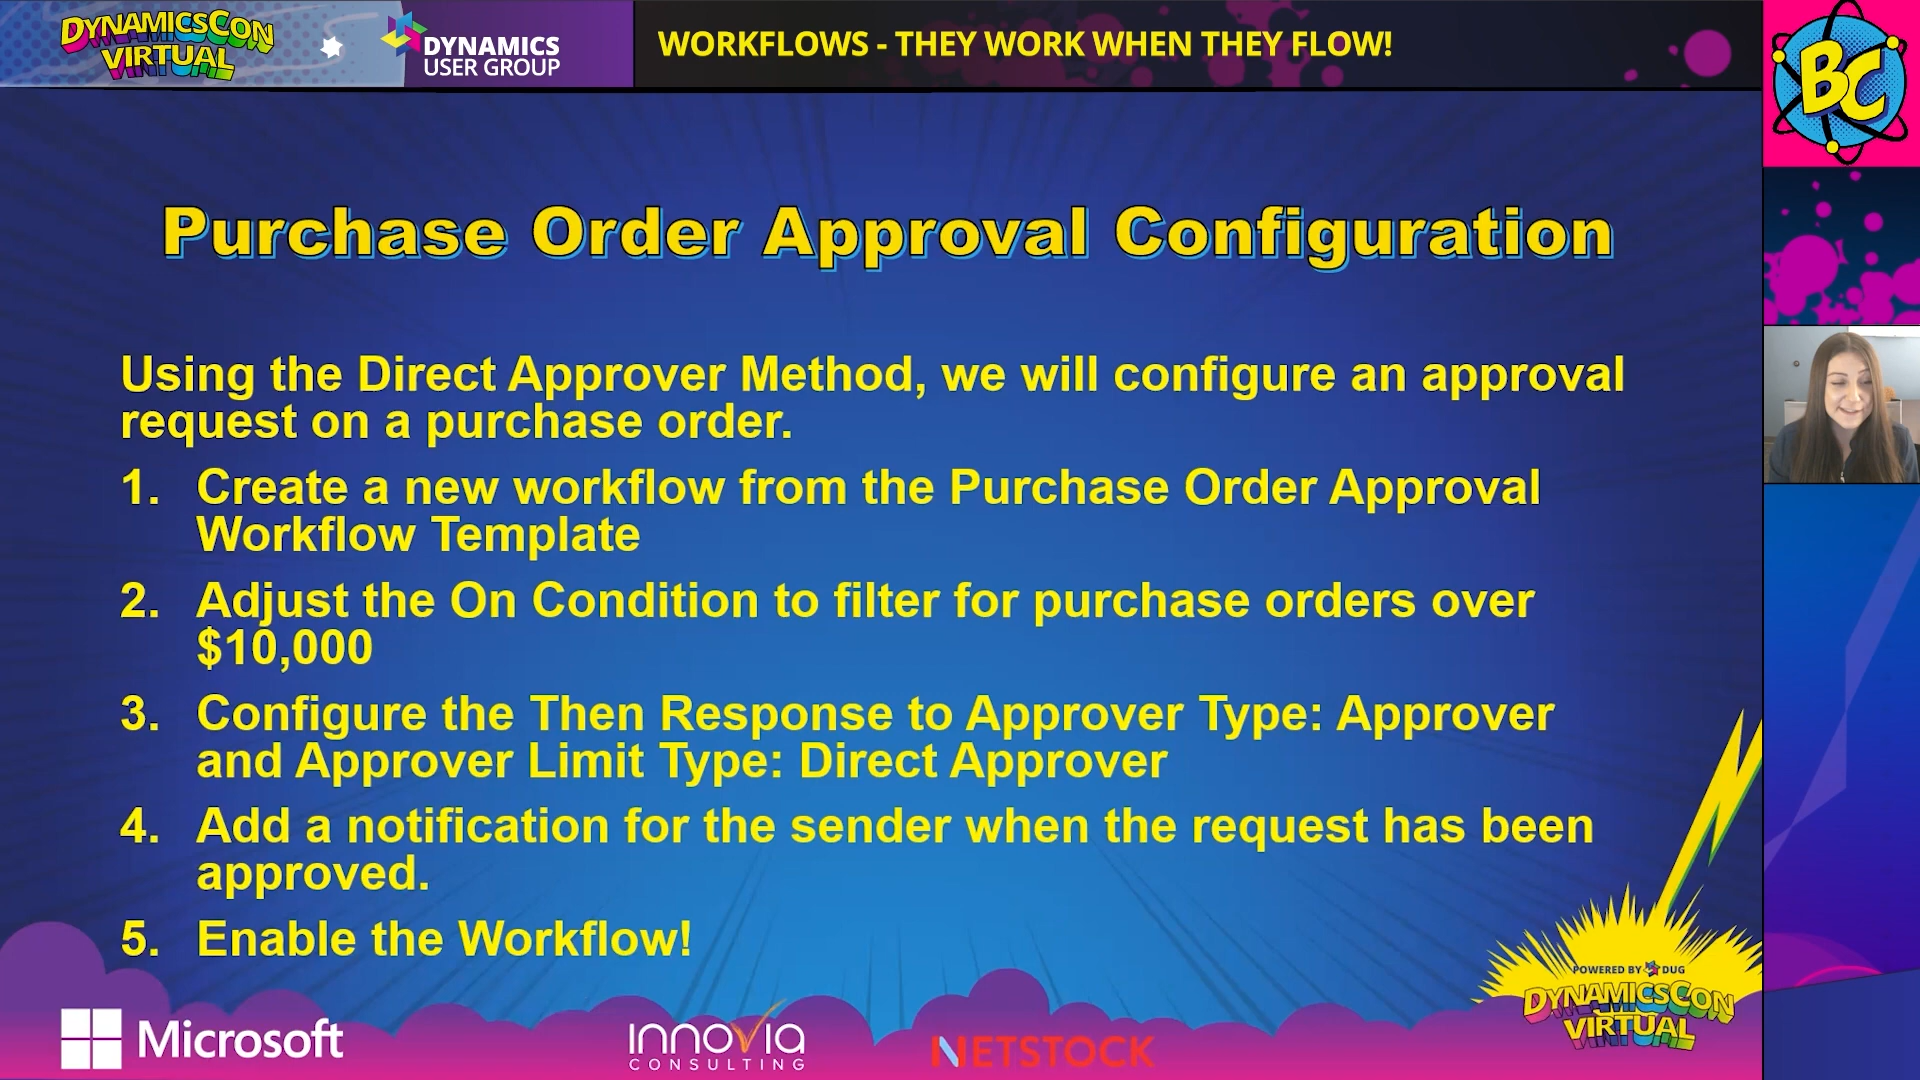 DYNAMICSCON
VIRTUAL
DYNAMICS
USER GROUP
WORKFLOWS - THEY WORK WHEN THEY FLOW!
BC
Purchase Order Approval Configuration
Using the Direct Approver Method, we will configure an approval
request on a purchase order.
1. Create a new workflow from the Purchase Order Approval
Workflow Template
2. Adjust the On Condition to filter for purchase orders over
$10,000
3. Configure the Then Response to Approver Type: Approver
and Approver Limit Type: Direct Approver
4. Add a notification for the sender when the request has been
approved.
5. Enable the Workflow!
POWERED BY DUG
DYNAMICSCON
VIRTUAL
Microsoft
innovia
CONSULTING
NETSTOCK